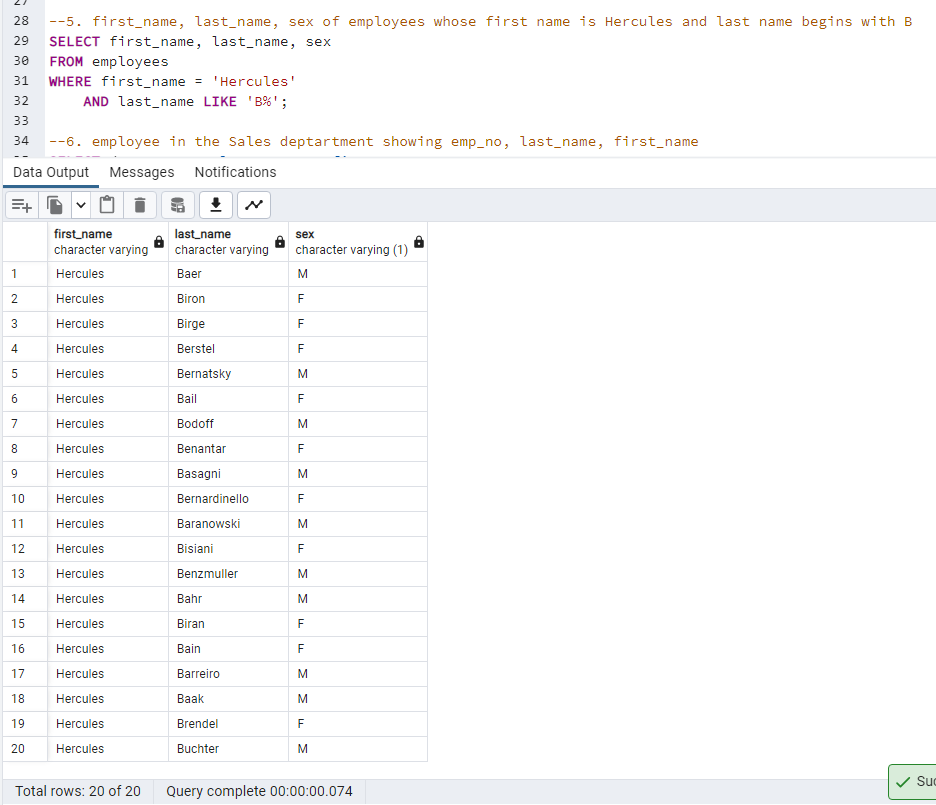 27
28 --5. first_name, last_name, sex of employees whose first name is Hercules and last name begins with B
29 SELECT first_name, last_name, sex
30 FROM employees
31 WHERE first_name = 'Hercules'
32 AND last_name LIKE 'B%';
33
34 --6. employee in the Sales deptartment showing emp_no, last_name, first_name
Data Output Messages Notifications
first_name last_name sex
character varying character varying character varying (1)
1 Hercules Baer M
2 Hercules Biron F
3 Hercules Birge F
4 Hercules Berstel F
5 Hercules Bernatsky M
6 Hercules Bail F
7 Hercules Bodoff M
8 Hercules Benantar F
9 Hercules Basagni M
10 Hercules Bernardinello F
11 Hercules Baranowski M
12 Hercules Bisiani F
13 Hercules Benzmuller M
14 Hercules Bahr M
15 Hercules Biran F
16 Hercules Bain F
17 Hercules Barreiro M
18 Hercules Baak M
19 Hercules Brendel F
20 Hercules Buchter M
Total rows: 20 of 20 Query complete 00:00:00.074
Suc